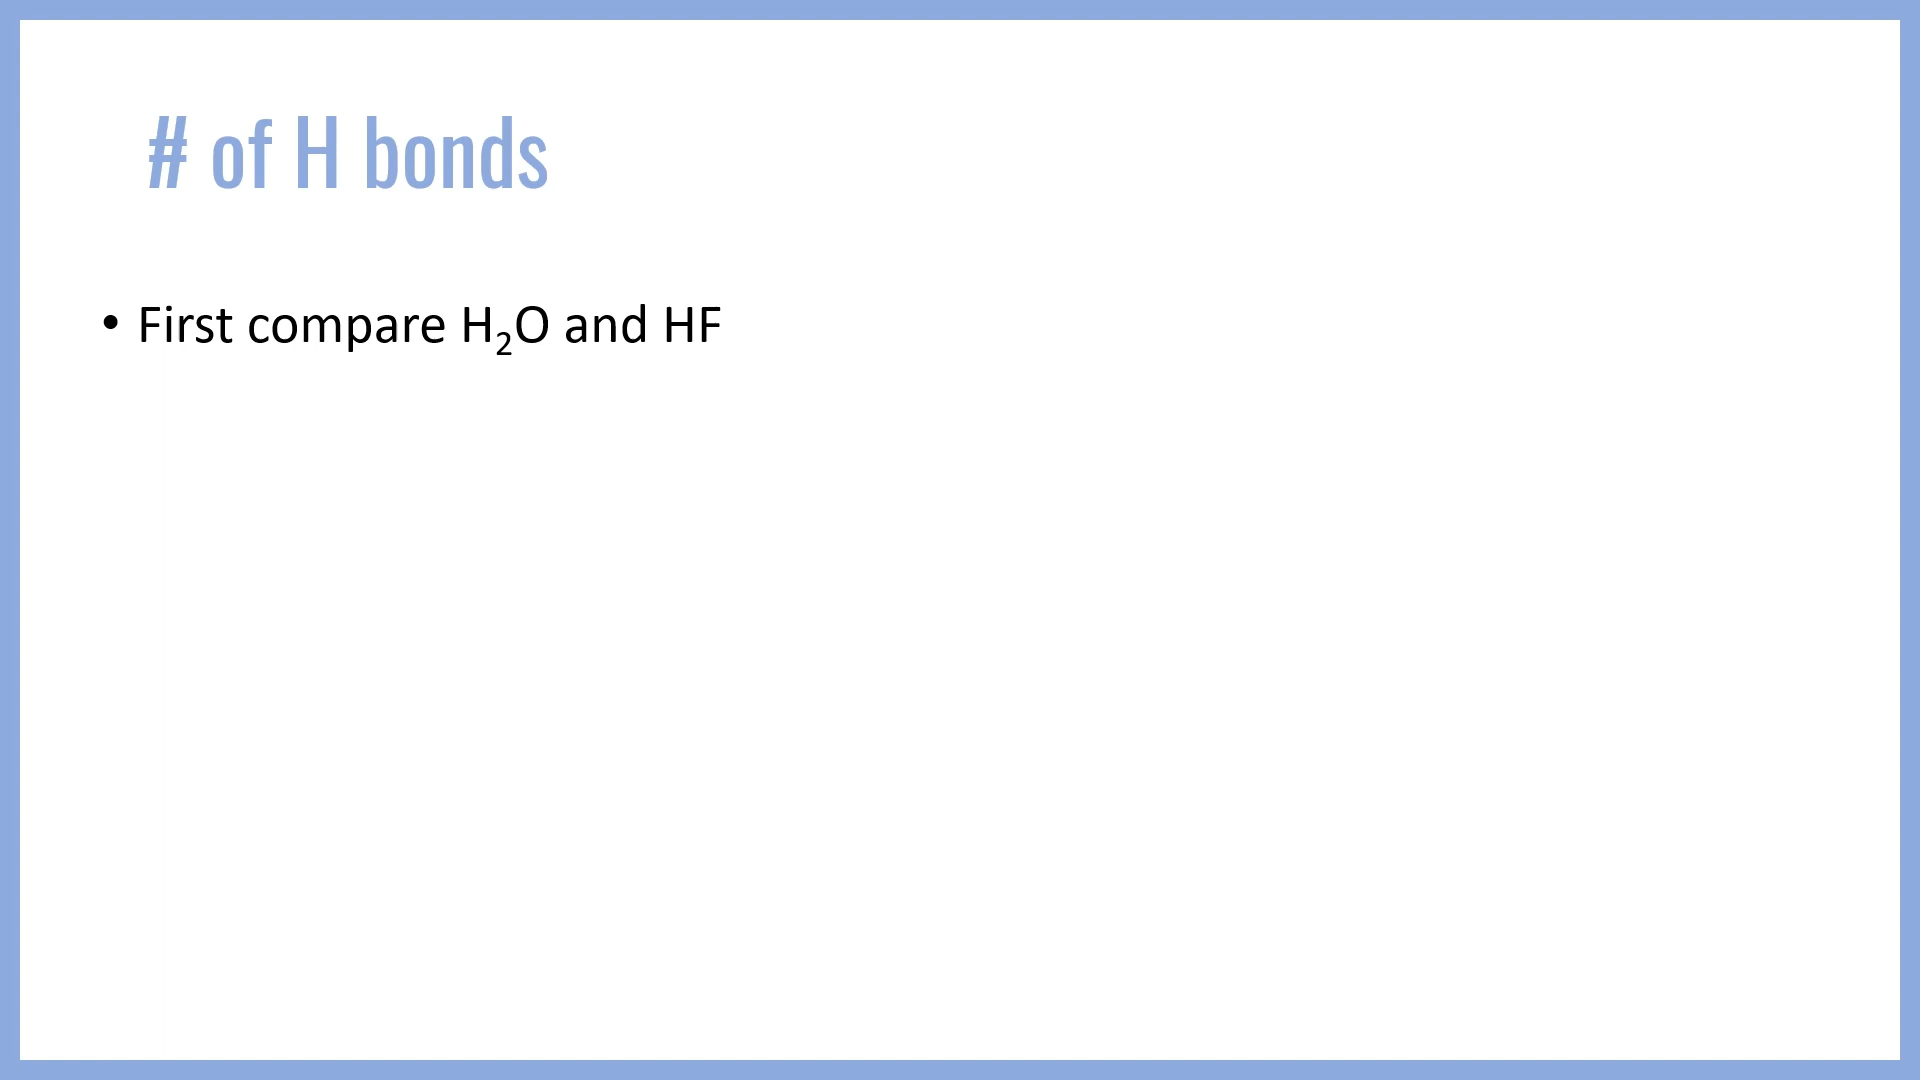 # of H bonds
• First compare H₂O and HF